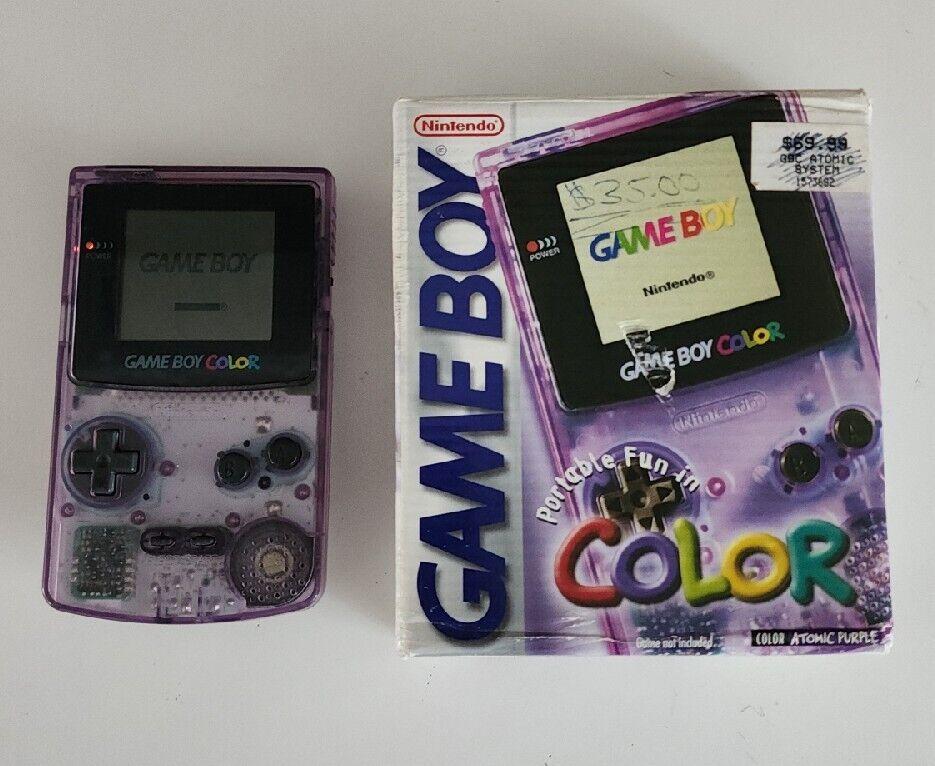 POWER
GAME BOY
GAME BOY COLOR
B
A
Nintendo®
GAME BOY
$69.99
GBC ATOMIC
SYSTEM
$35.00
GAME BOY
Nintendo®
POWER
GAME BOY COLOR
Nintendo
B
A
Portable Fun in
COLOR
Game not included.
COLOR ATOMIC PURPLE